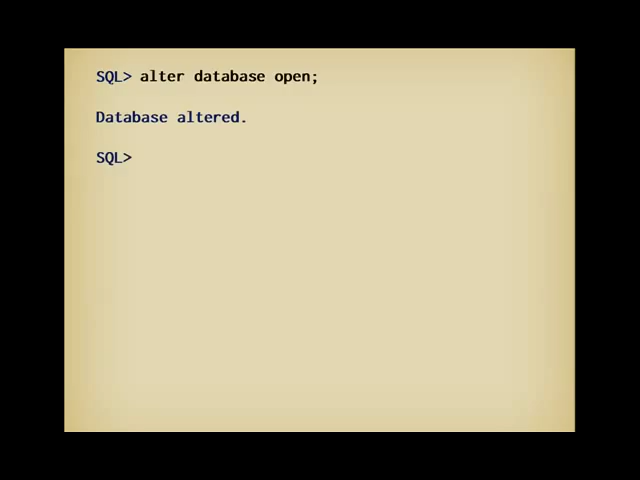 SQL> alter database open;
Database altered.
SQL>